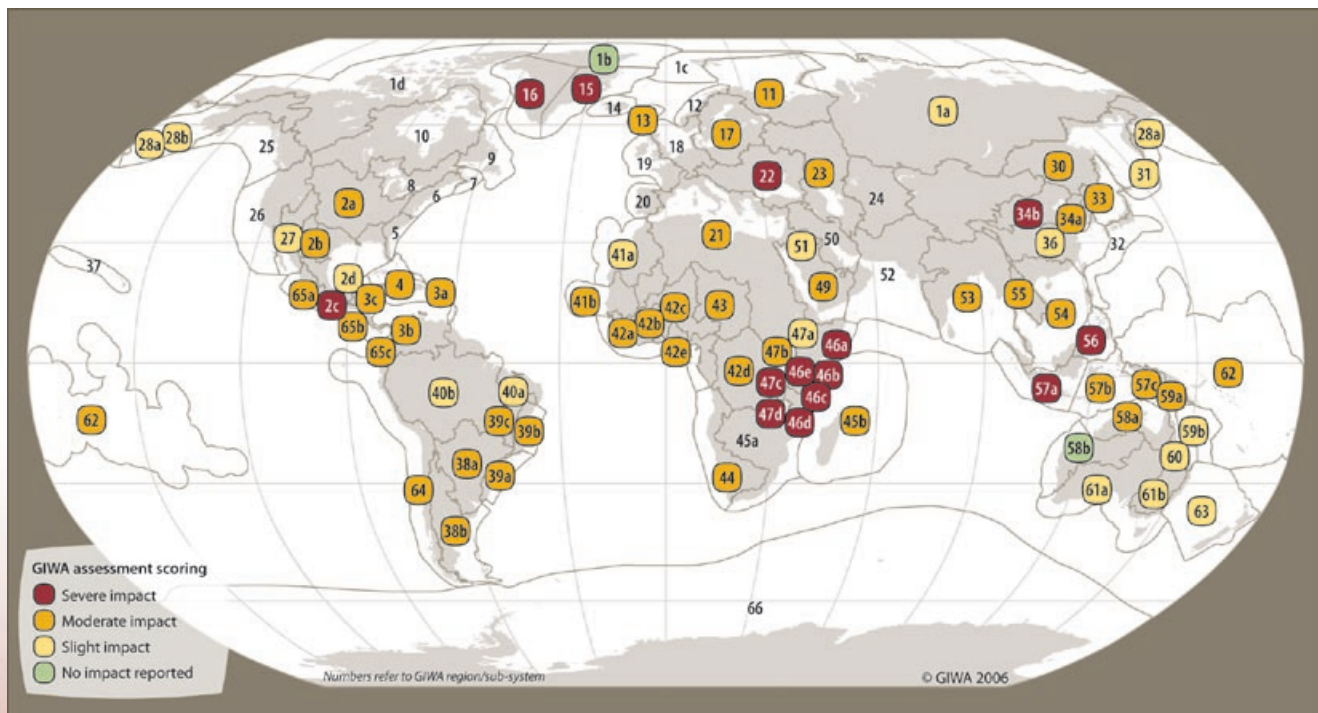 1b
1c
1d
16
15
14
12
11
1a
13
10
17
18
28a
28b
25
9
19
22
23
30
28a
31
8
7
6
20
24
2a
26
33
34b
34a
5
27
2b
21
51
50
36
32
41a
37
2d
4
52
65a
3c
3a
49
53
55
2c
41b
42c
43
54
65b
3b
42a
42b
47a
56
65c
42e
47b
46a
42d
46e
46b
62
40b
40a
47c
46c
57a
57b
57c
59a
62
39c
39b
47d
46d
45b
58a
59b
45a
58b
60
38a
39a
44
64
61a
61b
63
38b
GIWA assessment scoring
Severe impact
Moderate impact
Slight impact
No impact reported
66
Numbers refer to GIWA region/sub-system
© GIWA 2006